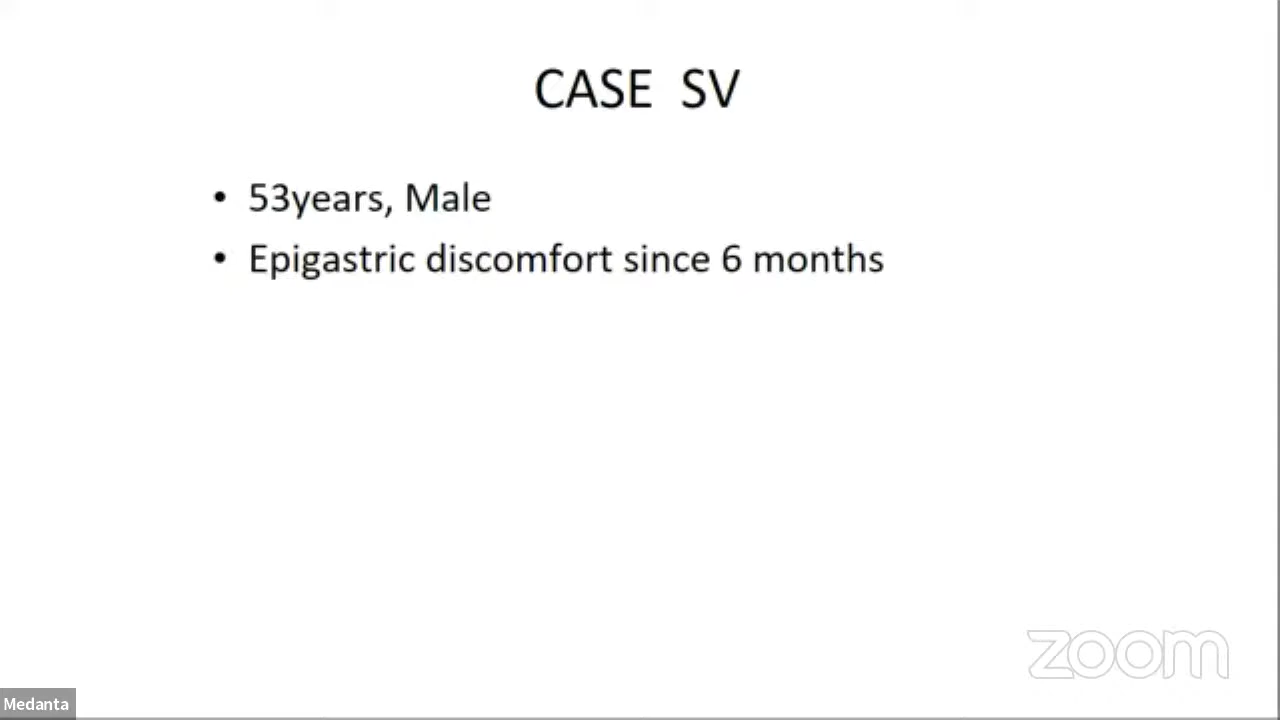 CASE SV
• 53years, Male
• Epigastric discomfort since 6 months
zoom
Medanta